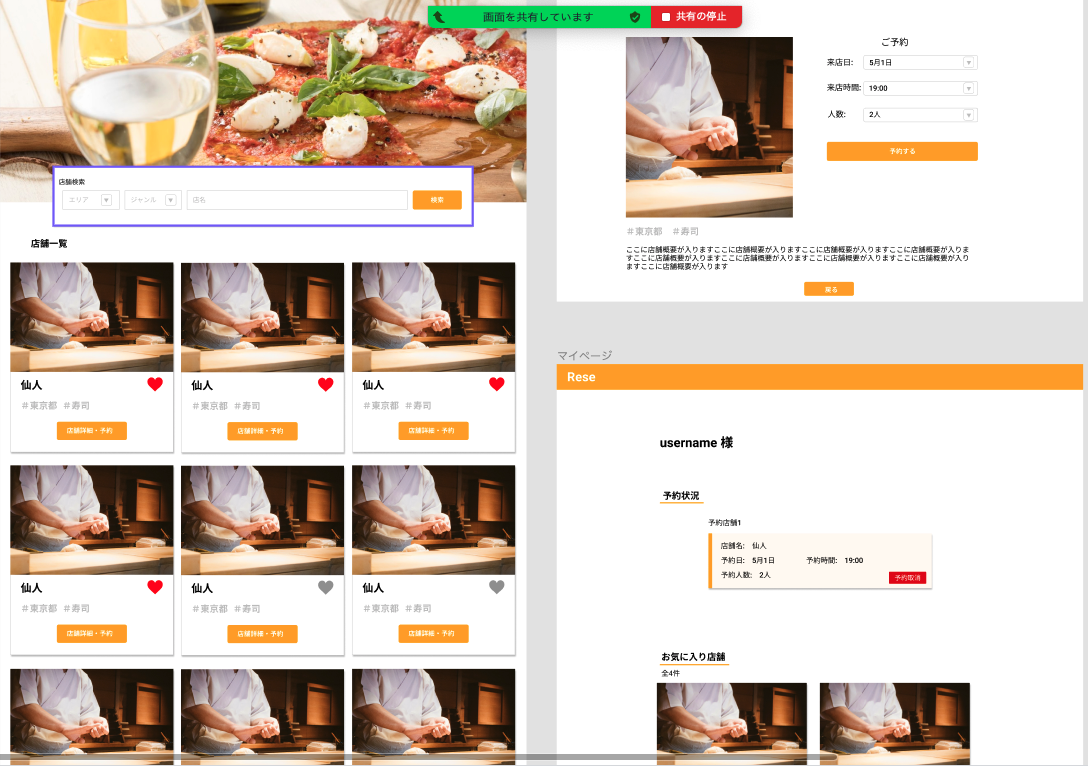 画面を共有しています
共有の停止
店舗検索
エリア
ジャンル
店名
検索
店舗一覧
仙人
仙人
仙人
＃東京都 ＃寿司
＃東京都 ＃寿司
＃東京都 ＃寿司
店舗詳細・予約
店舗詳細・予約
店舗詳細・予約
仙人
仙人
仙人
＃東京都 ＃寿司
＃東京都 ＃寿司
＃東京都 ＃寿司
店舗詳細・予約
店舗詳細・予約
店舗詳細・予約
ご予約
来店日: 5月1日
来店時間: 19:00
人数: 2人
予約する
＃東京都 ＃寿司
ここに店舗概要が入りますここに店舗概要が入りますここに店舗概要が入りますここに店舗概要が入りま
すここに店舗概要が入りますここに店舗概要が入りますここに店舗概要が入りますここに店舗概要が入り
ますここに店舗概要が入ります
戻る
マイページ
Rese
username 様
予約状況
予約店舗1
店舗名: 仙人
予約日: 5月1日 予約時間: 19:00
予約人数: 2人
予約取消
お気に入り店舗
全4件